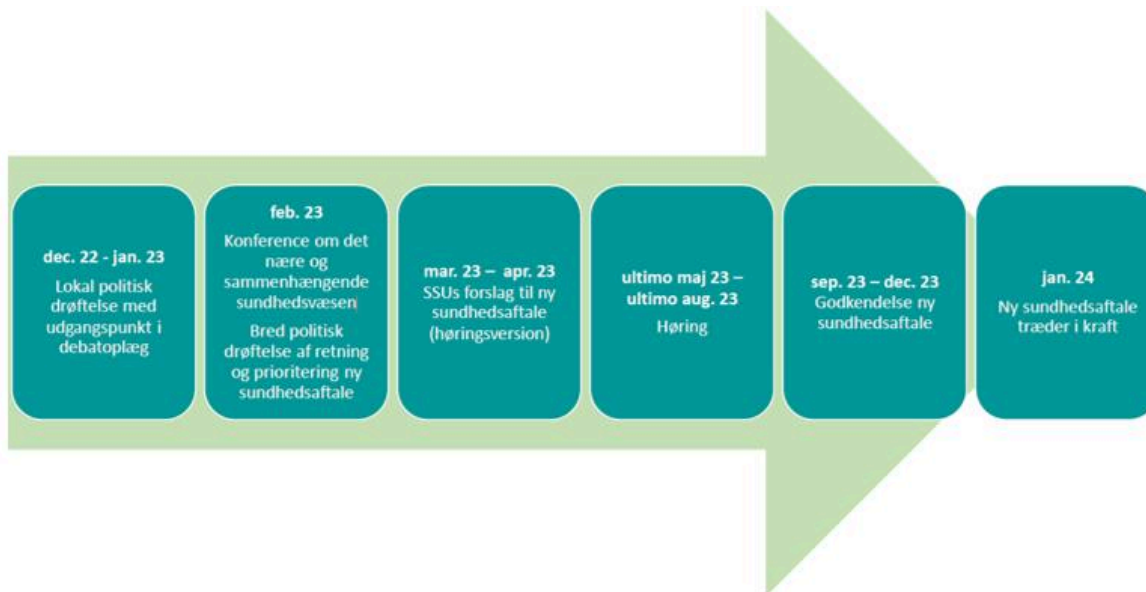 dec. 22 - jan. 23
Lokal politisk
drøftelse med
udgangspunkt i
debatoplæg
feb. 23
Konference om det
nære og
sammenhængende
sundhedsvæsen
Bred politisk
drøftelse af retning
og prioritering ny
sundhedsaftale
mar. 23 – apr. 23
SSUs forslag til ny
sundhedsaftale
(høringsversion)
ultimo maj 23 –
ultimo aug. 23
Høring
sep. 23 – dec. 23
Godkendelse ny
sundhedsaftale
jan. 24
Ny sundhedsaftale
træder i kraft